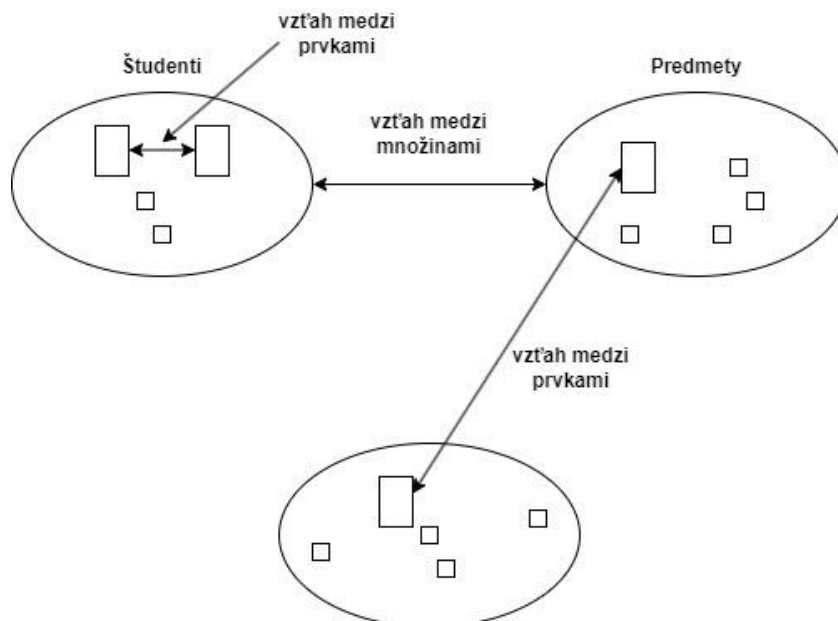 vzťah medzi
prvkami
Študenti
Predmety
vzťah medzi
množinami
vzťah medzi
prvkami